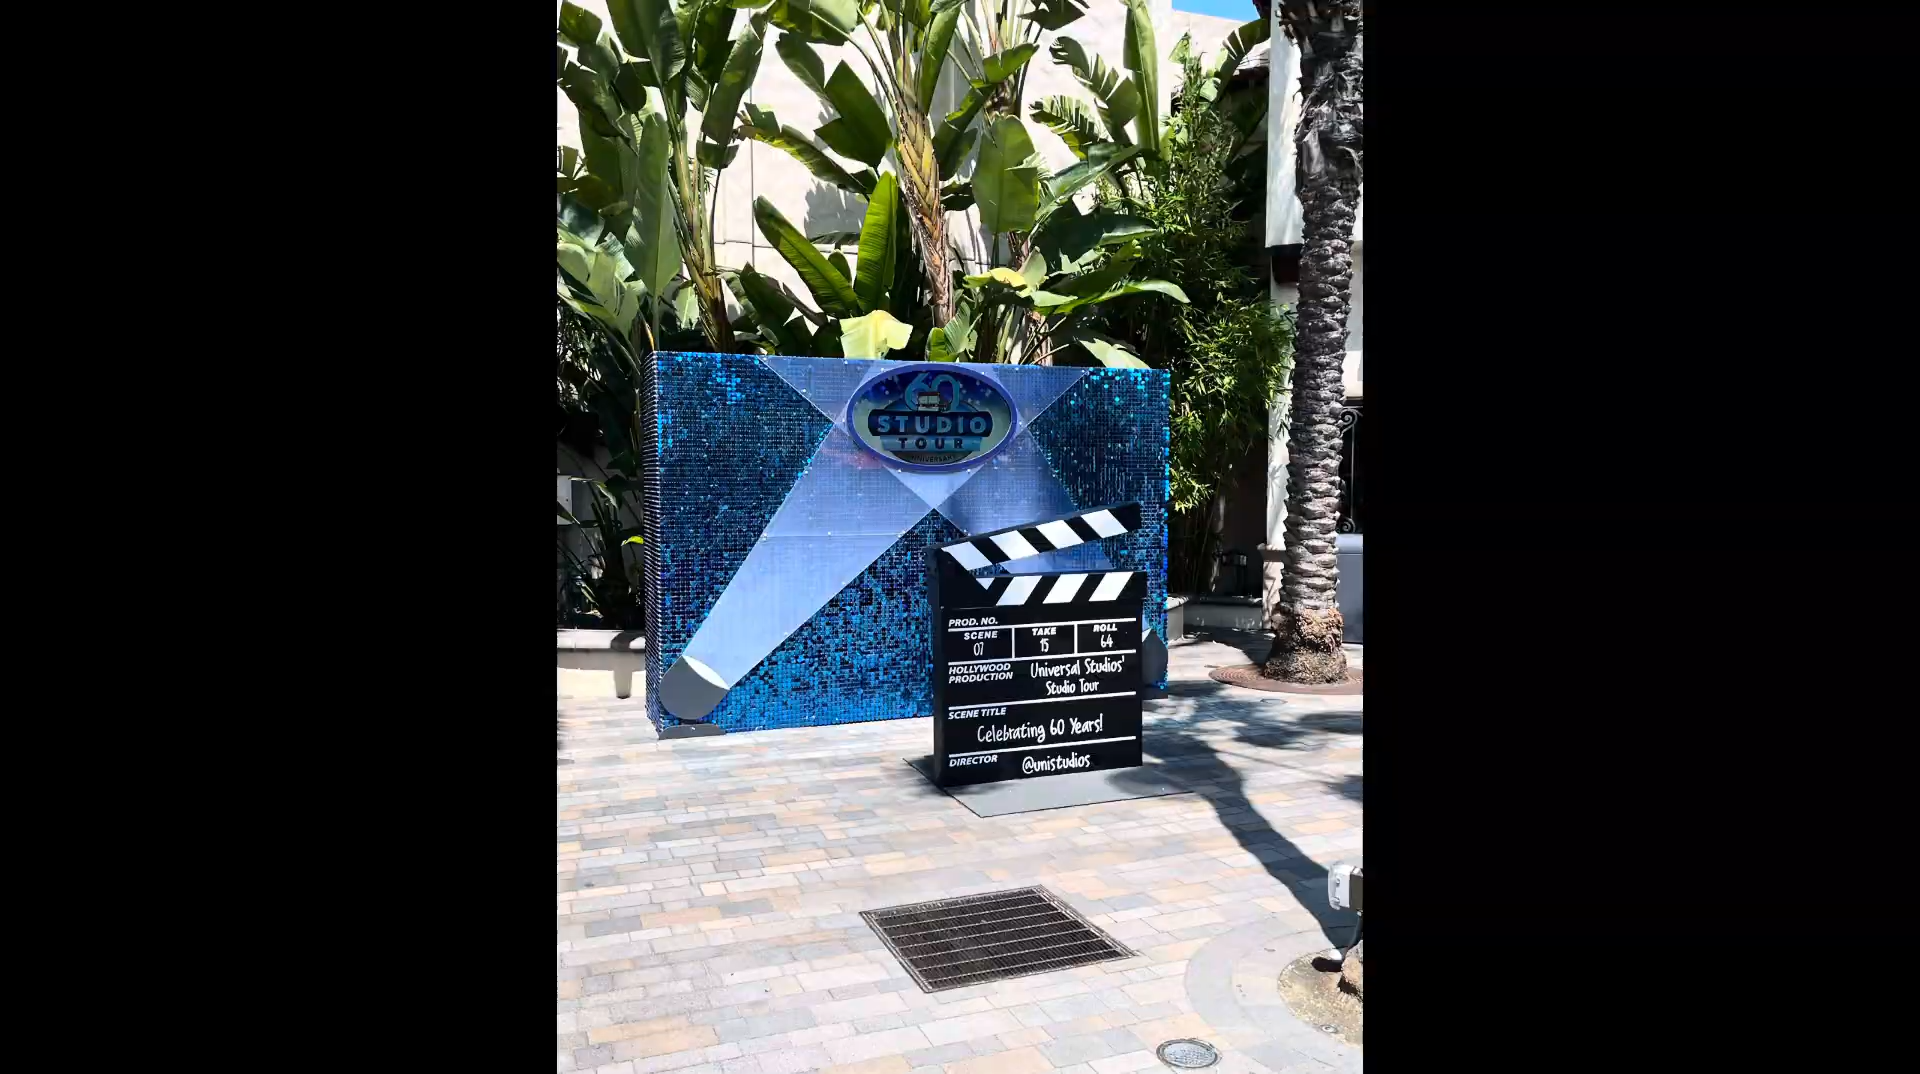 60
STUDIO
TOUR
ANNIVERSARY
PROD. NO.
SCENE TAKE ROLL
07 15 64
HOLLYWOOD PRODUCTION
Universal Studios'
Studio Tour
SCENE TITLE
Celebrating 60 Years!
DIRECTOR @unistudios